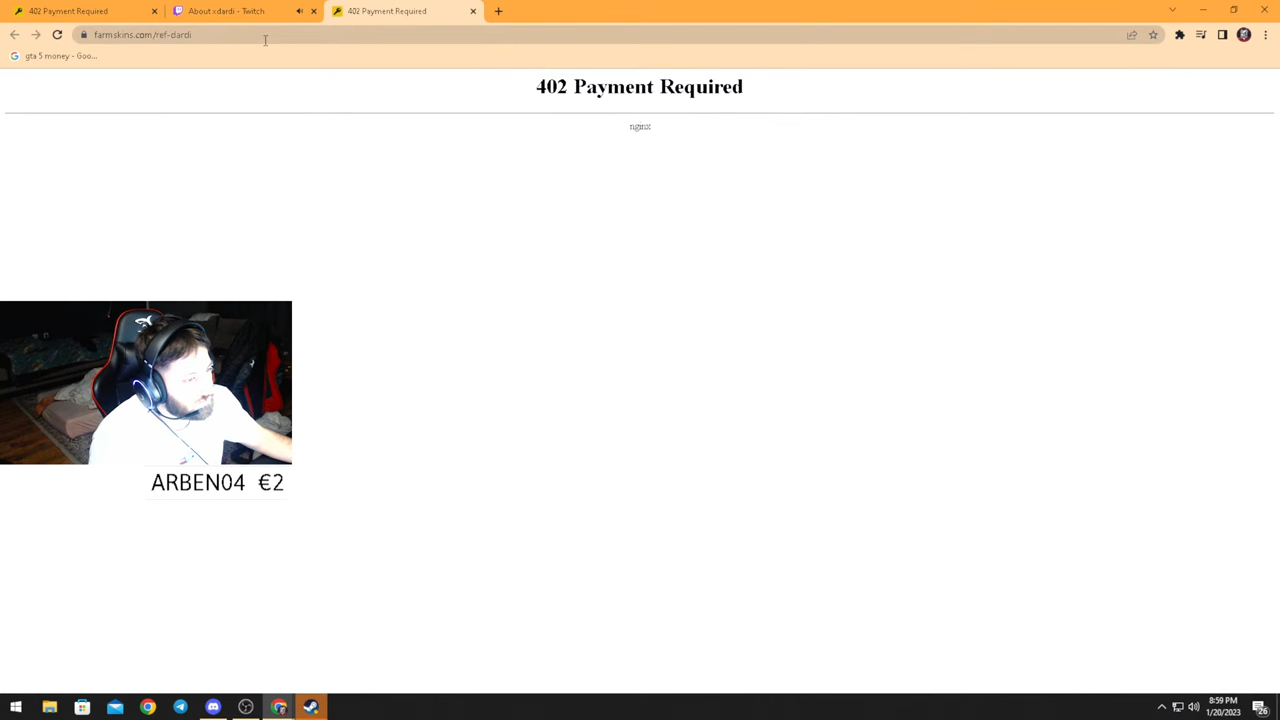 402 Payment Required
About xdardi - Twitch
402 Payment Required
farmskins.com/ref-dardi
gta 5 money - Goo...
402 Payment Required
nginx
ARBEN04 €2
8:59 PM
1/20/2023
26